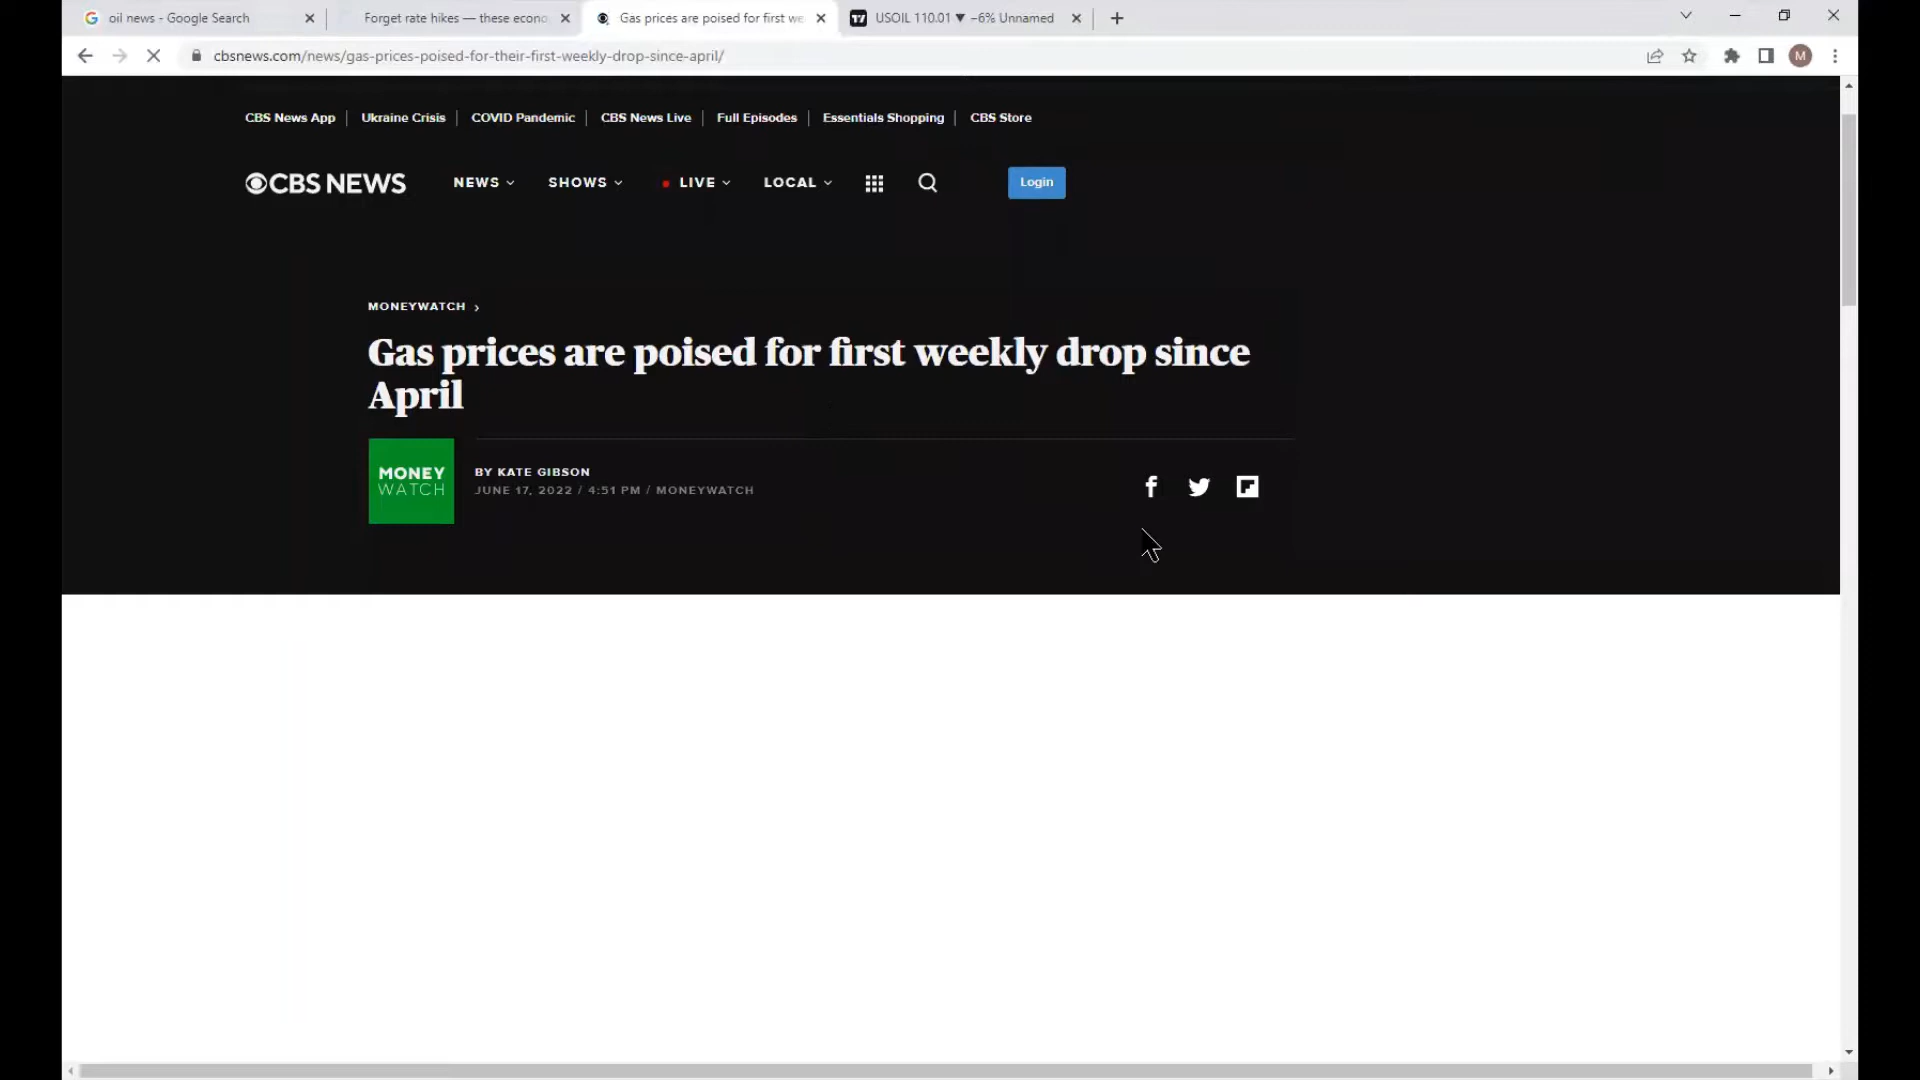 oil news - Google Search
Forget rate hikes — these econo
Gas prices are poised for first we
USOIL 110.01 ▼ −6% Unnamed
cbsnews.com/news/gas-prices-poised-for-their-first-weekly-drop-since-april/
M
CBS News App
Ukraine Crisis
COVID Pandemic
CBS News Live
Full Episodes
Essentials Shopping
CBS Store
CBS NEWS
NEWS
SHOWS
LIVE
LOCAL
Login
MONEYWATCH
Gas prices are poised for first weekly drop since
April
MONEY
WATCH
BY KATE GIBSON
JUNE 17, 2022 / 4:51 PM / MONEYWATCH